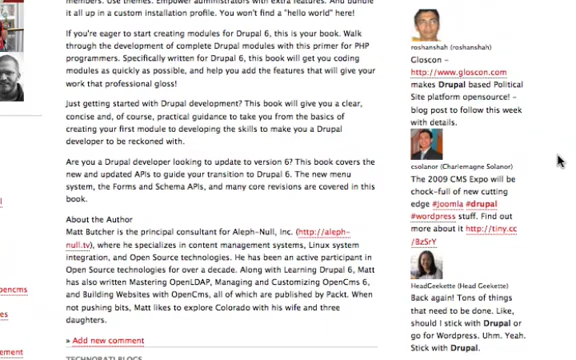 members. Use themes. Empower administrators with extra features. And bundle
it all up in a custom installation profile. You won't find a "hello world" here!
If you're eager to start creating modules for Drupal 6, this is your book. Walk
through the development of complete Drupal modules with this primer for PHP
programmers. Specifically written for Drupal 6, this book will get you coding
modules as quickly as possible, and help you add the features that will give your
work that professional gloss!
Just getting started with Drupal development? This book will give you a clear,
concise and, of course, practical guidance to take you from the basics of
creating your first module to developing the skills to make you a Drupal
developer to be reckoned with.
Are you a Drupal developer looking to update to version 6? This book covers the
new and updated APIs to guide your transition to Drupal 6. The new menu
system, the Forms and Schema APIs, and many core revisions are covered in this
book.
About the Author
Matt Butcher is the principal consultant for Aleph-Null, Inc. (http://aleph-
null.tv), where he specializes in content management systems, Linux system
integration, and Open Source technologies. He has been an active participant in
Open Source technologies for over a decade. Along with Learning Drupal 6, Matt
has also written Mastering OpenLDAP, Managing and Customizing OpenCms 6,
and Building Websites with OpenCms, all of which are published by Packt. When
not pushing bits, Matt likes to explore Colorado with his wife and three
daughters.
» Add new comment
TECHNORATI BLOGS
roshanshah (roshanshah)
Gloscon -
http://www.gloscon.com
makes Drupal based Political
Site platform opensource! -
blog post to follow this week
with details.
csolanor (Charlemagne Solanor)
The 2009 CMS Expo will be
chock-full of new cutting
edge #joomla #drupal
#wordpress stuff. Find out
more about it http://tiny.cc
/BzSrY
HeadGeekette (Head Geekette)
Back again! Tons of things
that need to be done. Like,
should I stick with Drupal or
go for Wordpress. Uhm. Yeah.
Stick with Drupal.